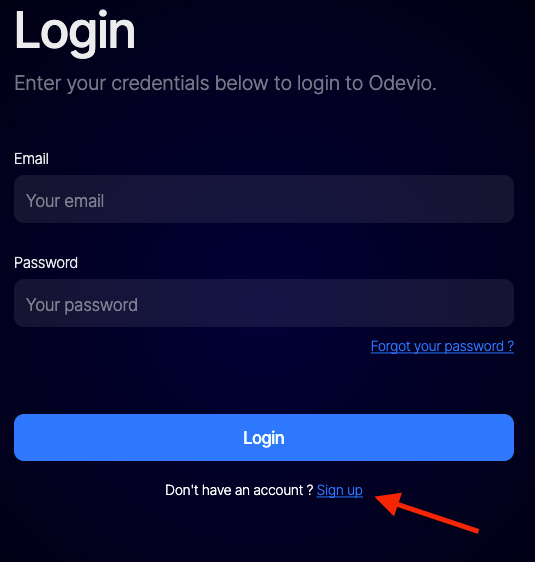 Login
Enter your credentials below to login to Odevio.
Email
Your email
Password
Your password
Forgot your password ?
Login
Don't have an account ? Sign up